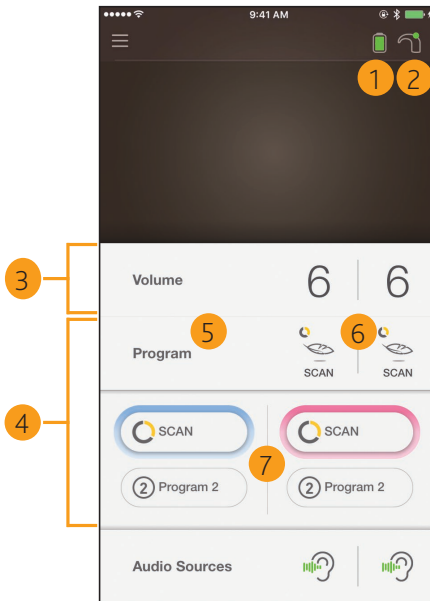 9:41 AM
1 2
3
Volume 6 6
5 6
Program
SCAN SCAN
4
SCAN SCAN
7
2 Program 2 2 Program 2
Audio Sources